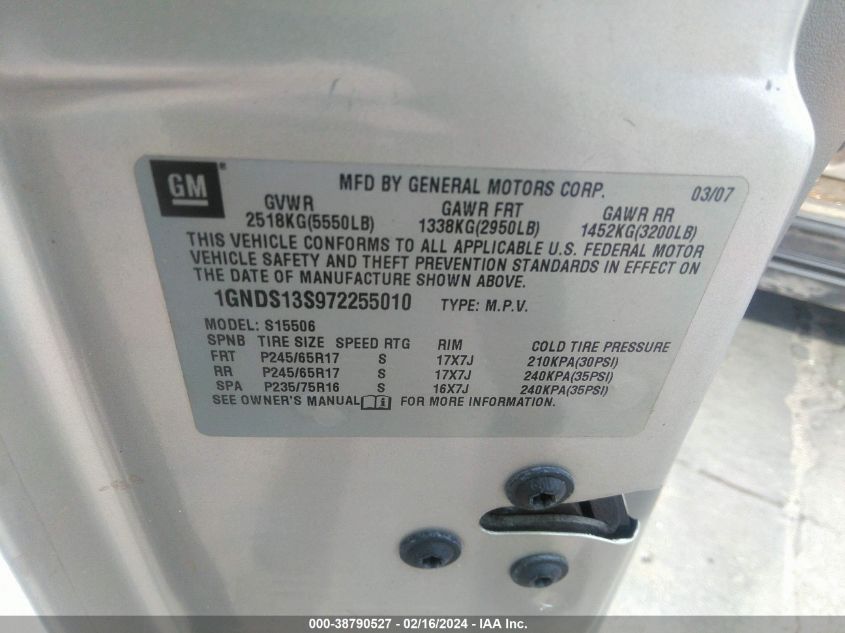 GM ®
MFD BY GENERAL MOTORS CORP. 03/07
GVWR GAWR FRT GAWR RR
2518KG(5550LB) 1338KG(2950LB) 1452KG(3200LB)
THIS VEHICLE CONFORMS TO ALL APPLICABLE U.S. FEDERAL MOTOR
VEHICLE SAFETY AND THEFT PREVENTION STANDARDS IN EFFECT ON
THE DATE OF MANUFACTURE SHOWN ABOVE.
1GNDS13S972255010 TYPE: M.P.V.
MODEL: S15506
SPNB TIRE SIZE SPEED RTG RIM COLD TIRE PRESSURE
FRT P245/65R17 S 17X7J 210KPA(30PSI)
RR P245/65R17 S 17X7J 240KPA(35PSI)
SPA P235/75R16 S 16X7J 240KPA(35PSI)
SEE OWNER'S MANUAL FOR MORE INFORMATION.
000-38790527 - 02/16/2024 - IAA Inc.